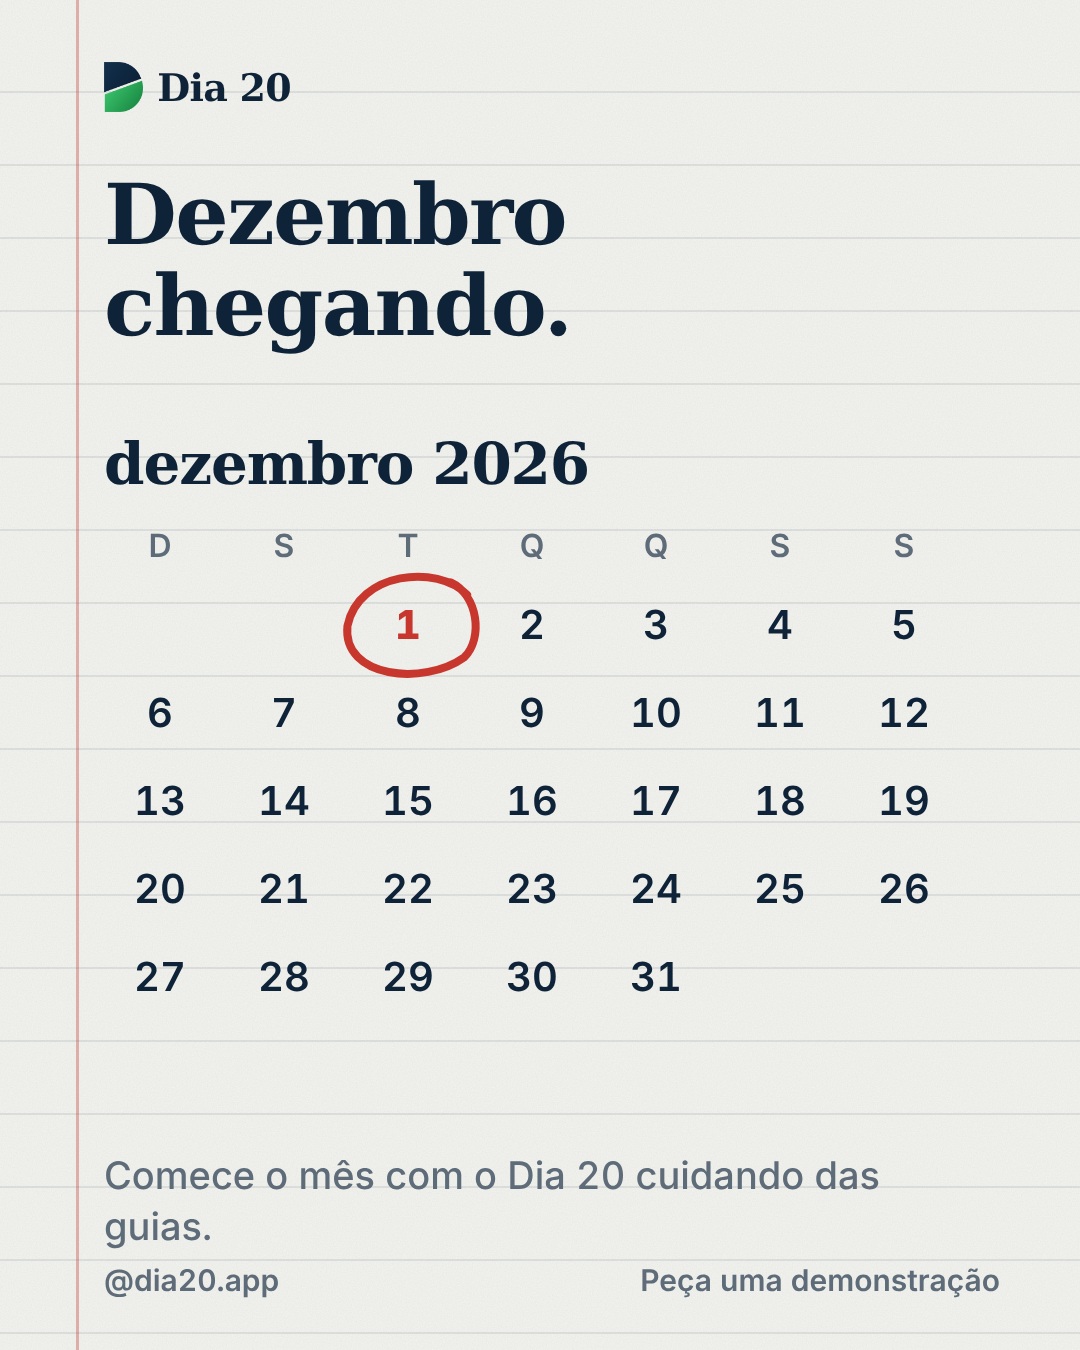 Dia 20
Dezembro
chegando.
dezembro 2026
D S T Q Q S S
1 2 3 4 5
6 7 8 9 10 11 12
13 14 15 16 17 18 19
20 21 22 23 24 25 26
27 28 29 30 31
Comece o mês com o Dia 20 cuidando das
guias.
@dia20.app Peça uma demonstração